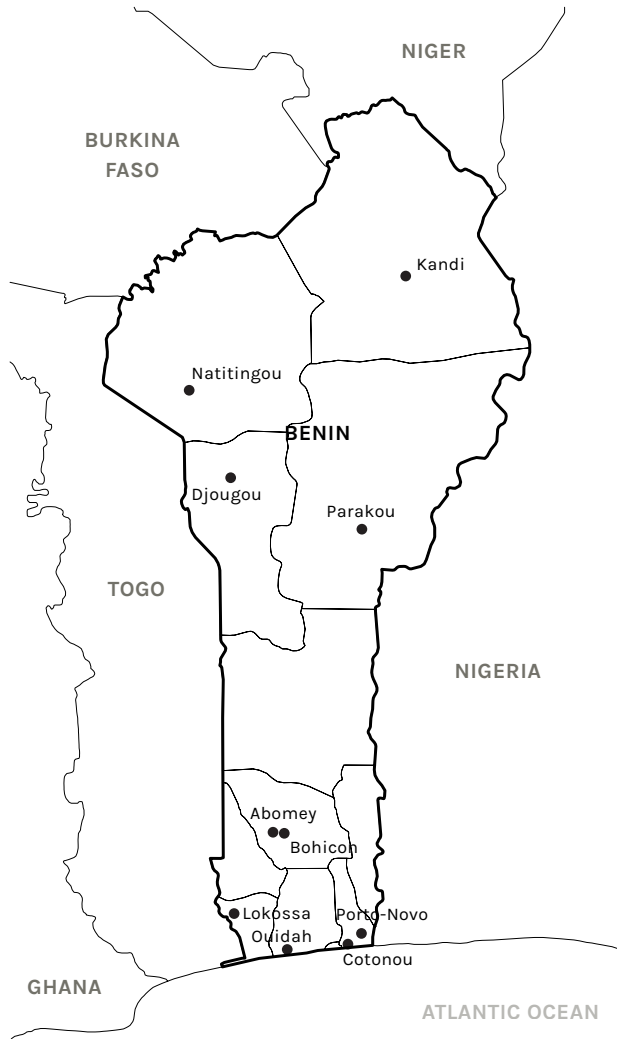 NIGER
BURKINA
FASO
Kandi
Natitingou
BENIN
Djougou
Parakou
TOGO
NIGERIA
Abomey
Bohicon
Lokossa
Porto-Novo
Ouidah
Cotonou
GHANA
ATLANTIC OCEAN